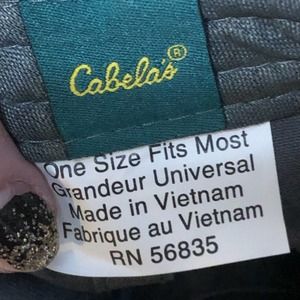 Cabela's®
One Size Fits Most
Grandeur Universal
Made in Vietnam
Fabrique au Vietnam
RN 56835